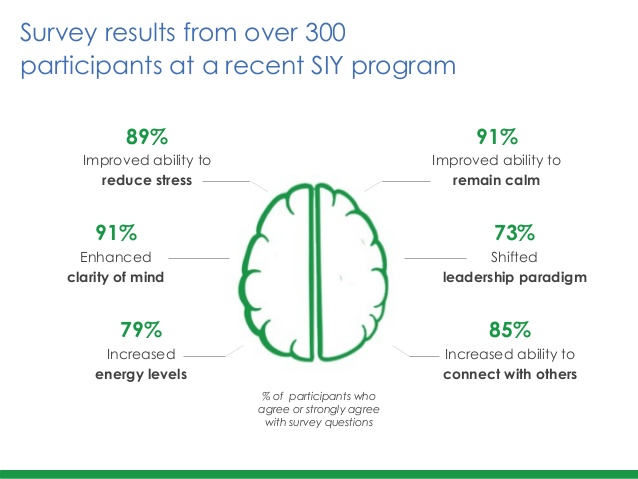 Survey results from over 300
participants at a recent SIY program
89%
Improved ability to
reduce stress
91%
Improved ability to
remain calm
91%
Enhanced
clarity of mind
73%
Shifted
leadership paradigm
79%
Increased
energy levels
85%
Increased ability to
connect with others
% of participants who
agree or strongly agree
with survey questions